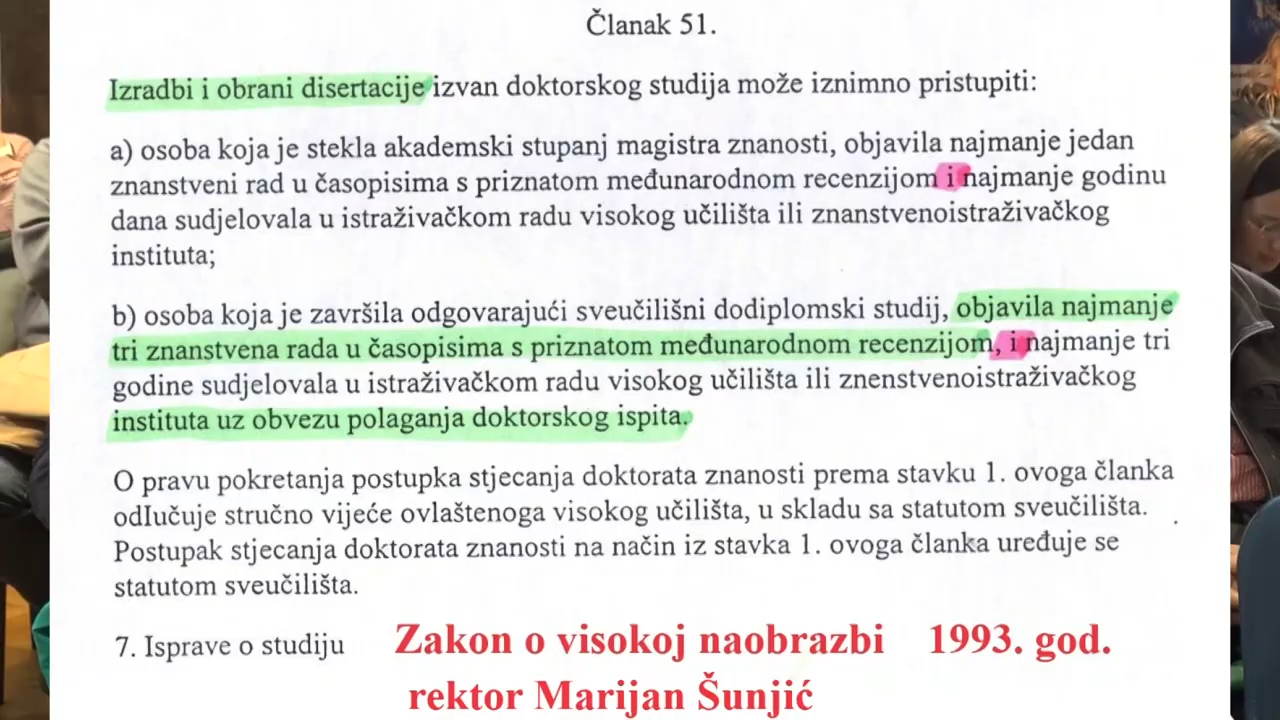 Članak 51.
Izradbi i obrani disertacije izvan doktorskog studija može iznimno pristupiti:
a) osoba koja je stekla akademski stupanj magistra znanosti, objavila najmanje jedan
znanstveni rad u časopisima s priznatom međunarodnom recenzijom i najmanje godinu
dana sudjelovala u istraživačkom radu visokog učilišta ili znanstvenoistraživačkog
instituta;
b) osoba koja je završila odgovarajući sveučilišni dodiplomski studij, objavila najmanje
tri znanstvena rada u časopisima s priznatom međunarodnom recenzijom, i najmanje tri
godine sudjelovala u istraživačkom radu visokog učilišta ili znenstvenoistraživačkog
instituta uz obvezu polaganja doktorskog ispita.
O pravu pokretanja postupka stjecanja doktorata znanosti prema stavku 1. ovoga članka
odIučuje stručno vijeće ovlaštenoga visokog učilišta, u skladu sa statutom sveučilišta.
Postupak stjecanja doktorata znanosti na način iz stavka 1. ovoga članka uređuje se
statutom sveučilišta.
7. Isprave o studiju Zakon o visokoj naobrazbi 1993. god.
rektor Marijan Šunjić